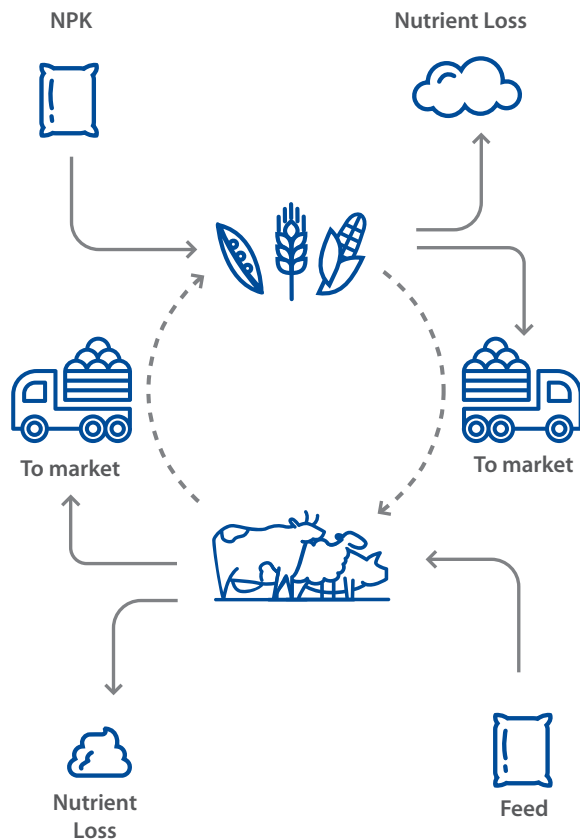 NPK
Nutrient Loss
To market
To market
Nutrient
Loss
Feed